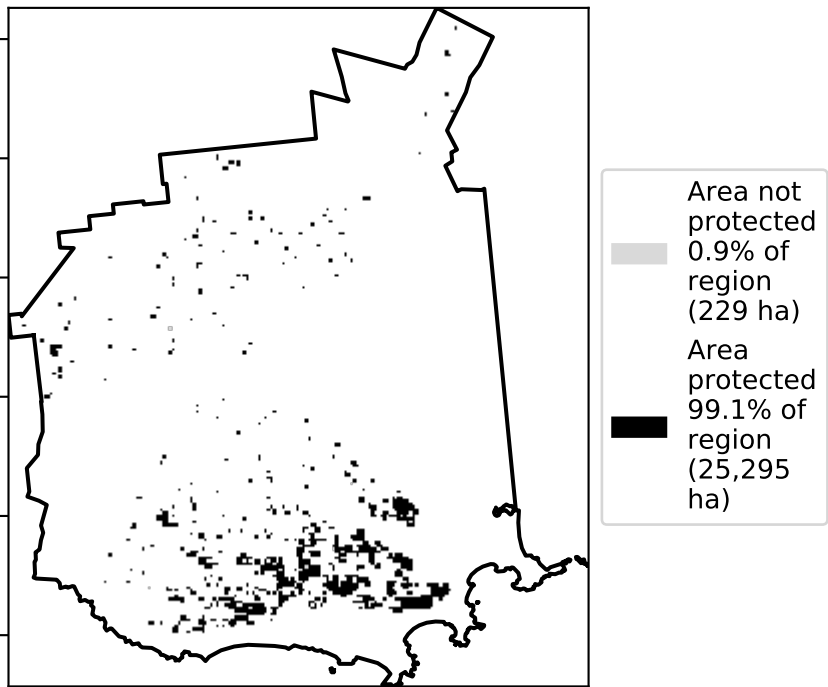 Area not
protected
0.9% of
region
(229 ha)
Area
protected
99.1% of
region
(25,295
ha)